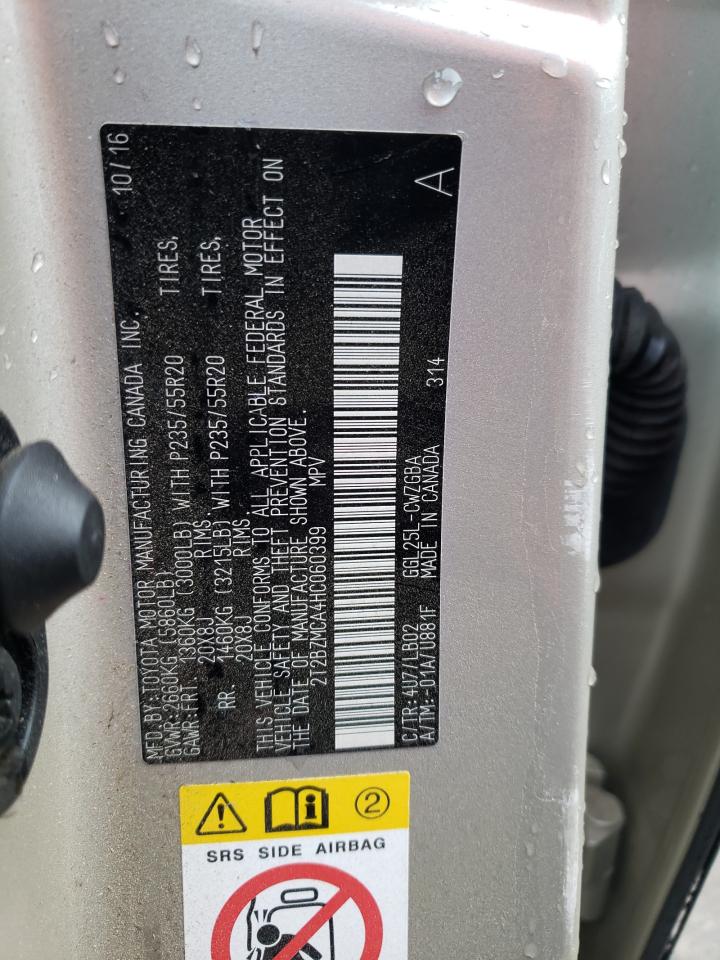 MFD.BY:TOYOTA MOTOR MANUFACTURING CANADA INC. 10/16
GVWR:2660KG (5860LB)
GAWR:FRT 1360KG (3000LB) WITH P235/55R20 TIRES,
20X8J RIMS.
RR 1460KG (3215LB) WITH P235/55R20 TIRES,
20X8J RIMS.
THIS VEHICLE CONFORMS TO ALL APPLICABLE FEDERAL MOTOR
VEHICLE SAFETY AND THEFT PREVENTION STANDARDS IN EFFECT ON
THE DATE OF MANUFACTURE SHOWN ABOVE.
2T2BZMCA4HC060399 MPV
C/TR:4U7/LB02 GGL25L-CWZGBA
A/TM:-01A/U881F MADE IN CANADA 314
A
2
SRS SIDE AIRBAG